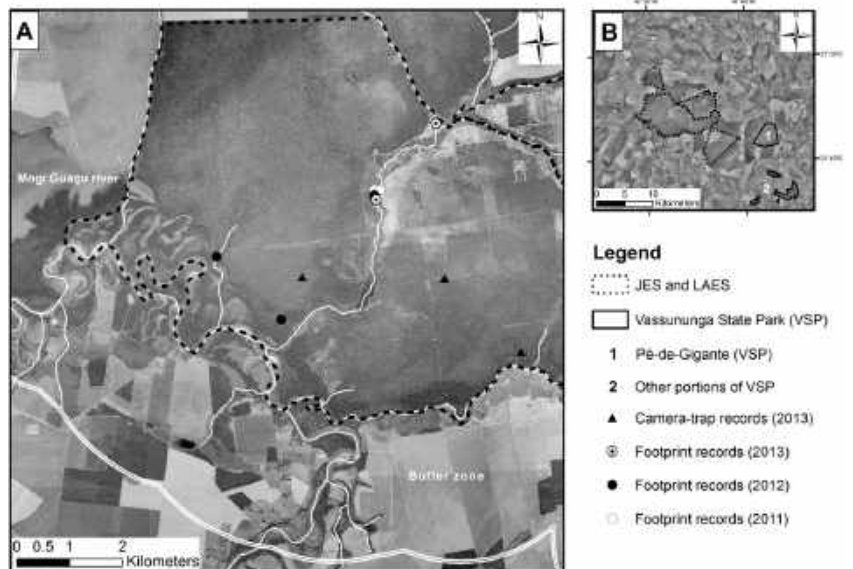 A
Mogi Guaçu river
Buffer zone
0 0.5 1 2
Kilometers
B
0 5 10
Kilometers
2
Legend
JES and LAES
Vassununga State Park (VSP)
1 Pé-de-Gigante (VSP)
2 Other portions of VSP
Camera-trap records (2013)
Footprint records (2013)
Footprint records (2012)
Footprint records (2011)